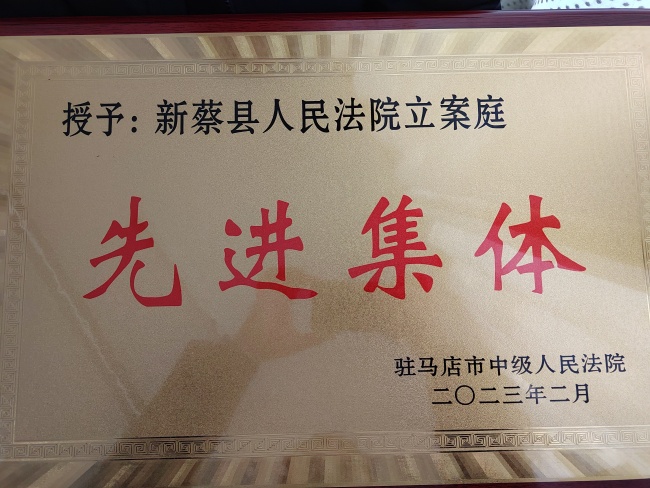 授予：新蔡县人民法院立案庭
先进集体
驻马店市中级人民法院
二〇二三年二月